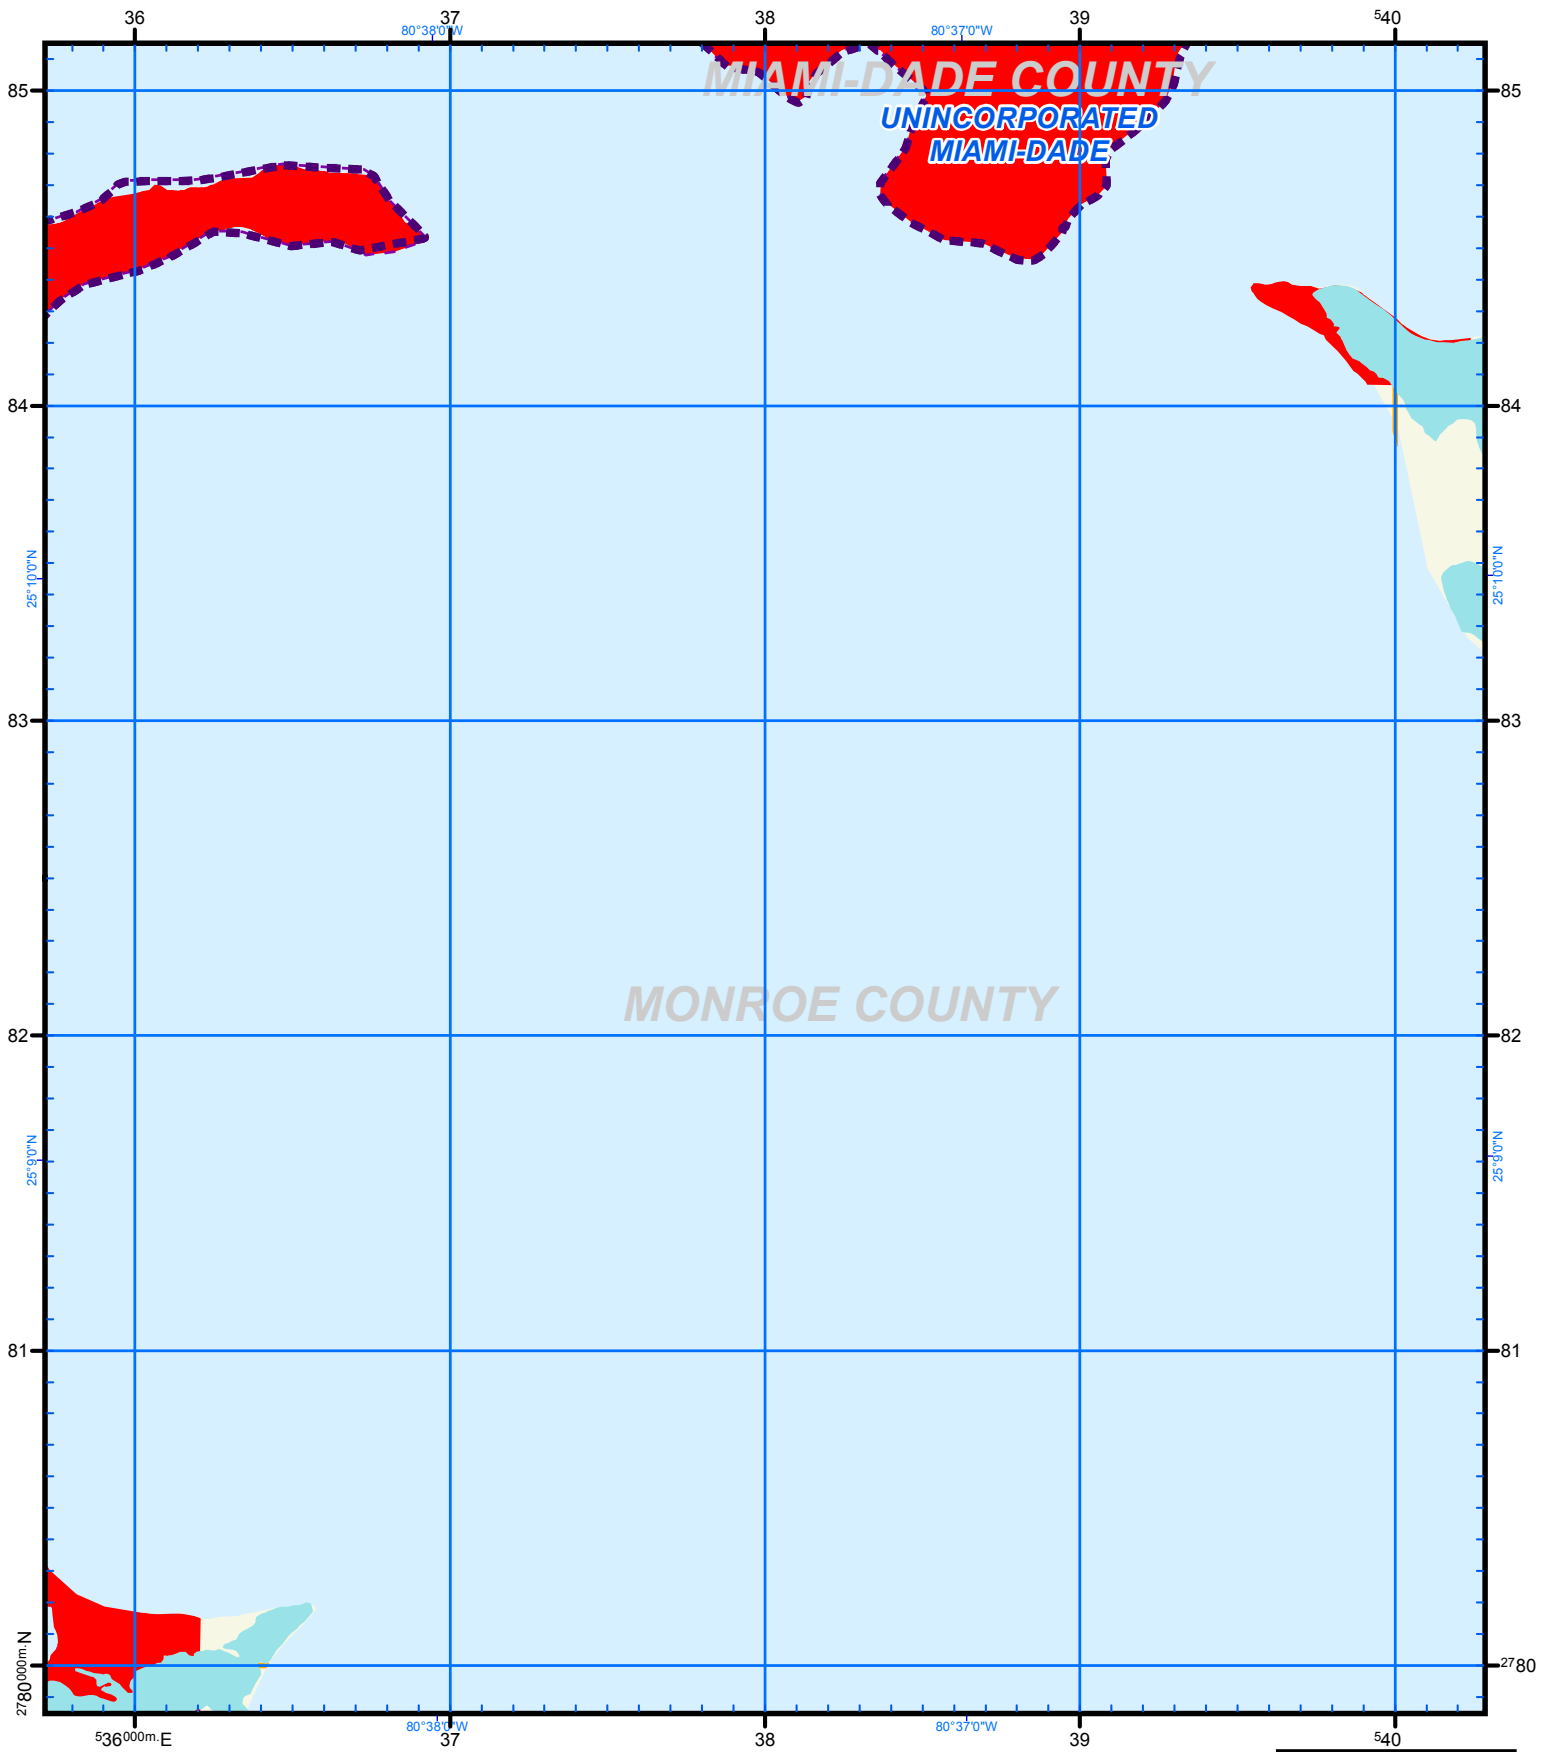 36 37 38 39 540
80°38'0"W 80°37'0"W
MIAMI-DADE COUNTY
85 85
UNINCORPORATED
MIAMI-DADE
84 84
25°10'0"N 25°10'0"N
83 83
MONROE COUNTY
82 82
25°9'0"N 25°9'0"N
81 81
2780000m.N 2780
80°38'0"W 80°37'0"W
536000m.E 37 38 39 540